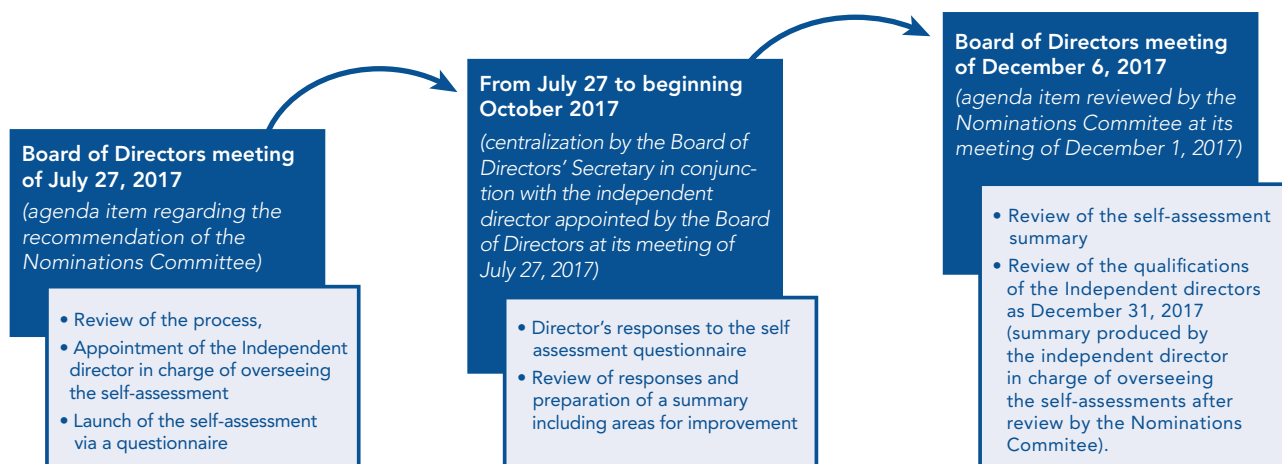 Board of Directors meeting
of July 27, 2017
(agenda item regarding the
recommendation of the
Nominations Committee)
• Review of the process,
• Appointment of the Independent
director in charge of overseeing
the self-assessment
• Launch of the self-assessment
via a questionnaire
From July 27 to beginning
October 2017
(centralization by the Board of
Directors' Secretary in conjunc-
tion with the independent
director appointed by the Board
of Directors at its meeting of
July 27, 2017)
• Director's responses to the self
assessment questionnaire
• Review of responses and
preparation of a summary
including areas for improvement
Board of Directors meeting
of December 6, 2017
(agenda item reviewed by the
Nominations Commitee at its
meeting of December 1, 2017)
• Review of the self-assessment
summary
• Review of the qualifications
of the Independent directors
as December 31, 2017
(summary produced by
the independent director
in charge of overseeing
the self-assessments after
review by the Nominations
Commitee).